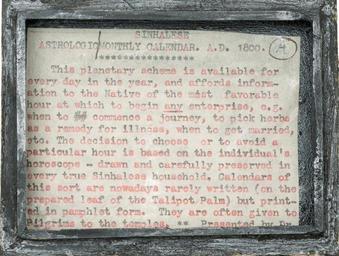 SINHALESE
ASTROLOGIC MONTHLY CALENDAR. A.D. 1800.
A
*****************
This planetary scheme is available for
every day in the year, and affords inform-
ation to the Native of the most favorable
hour at which to begin any enterprise, e.g.
when to commence a journey, to pick herbs
as a remedy for illness, when to get married,
etc. The decision to choose or to avoid a
particular hour is based on the individual's
horoscope - drawn and carefully preserved in
every true Sinhalese household. Calendars of
this sort are nowadays rarely written (on the
prepared leaf of the Talipot Palm) but print-
ed in pamphlet form. They are often given to
Pilgrims to the temples. ** Presented by Dr